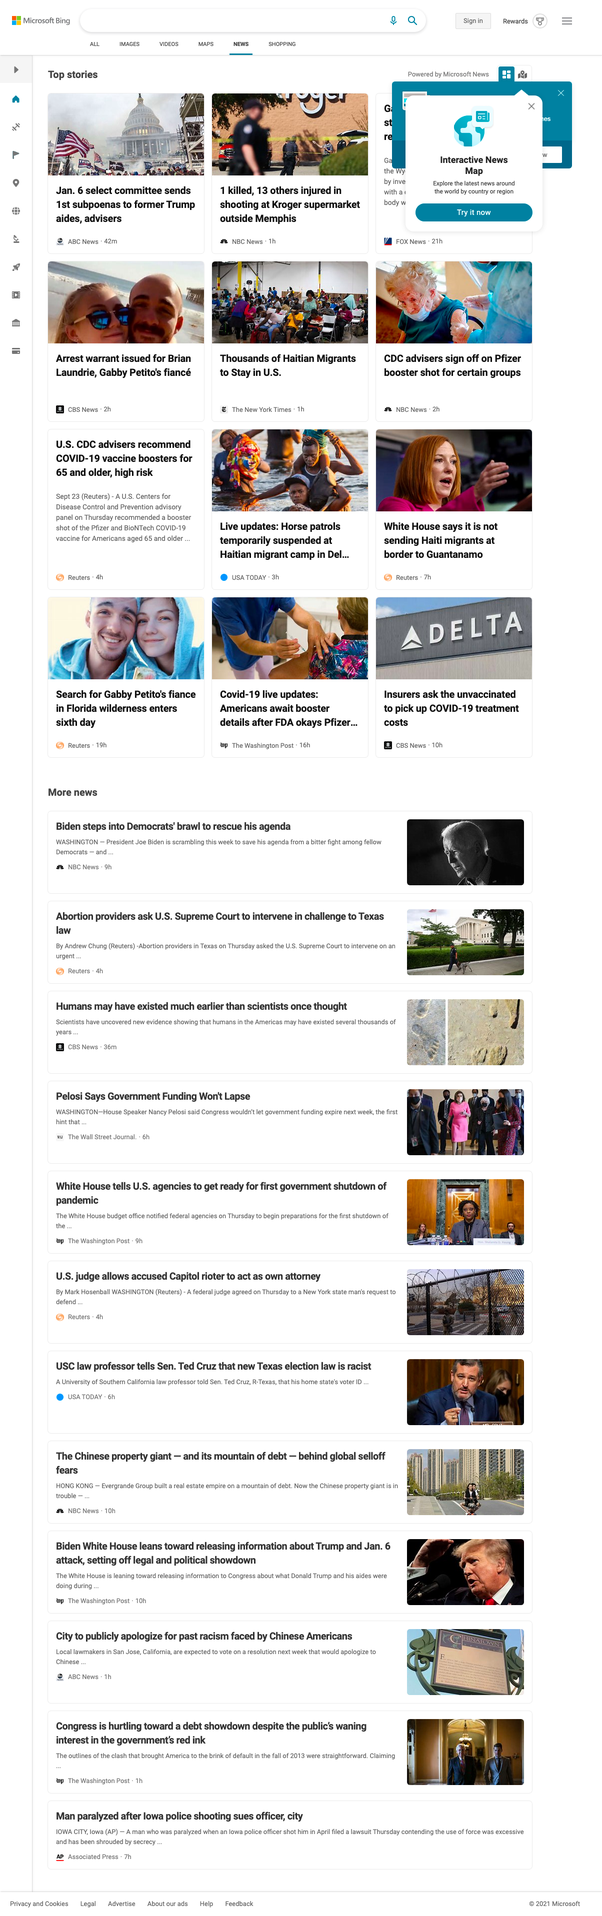 Microsoft Bing
Sign in
Rewards
ALL
IMAGES
VIDEOS
MAPS
NEWS
SHOPPING
Top stories
Powered by Microsoft News
Interactive News
Map
Explore the latest news around
the world by country or region
Try it now
Jan. 6 select committee sends
1st subpoenas to former Trump
aides, advisers
ABC News · 42m
1 killed, 13 others injured in
shooting at Kroger supermarket
outside Memphis
NBC News · 1h
FOX News · 21h
Arrest warrant issued for Brian
Laundrie, Gabby Petito's fiancé
CBS News · 2h
Thousands of Haitian Migrants
to Stay in U.S.
The New York Times · 1h
CDC advisers sign off on Pfizer
booster shot for certain groups
NBC News · 2h
U.S. CDC advisers recommend
COVID-19 vaccine boosters for
65 and older, high risk
Sept 23 (Reuters) - A U.S. Centers for
Disease Control and Prevention advisory
panel on Thursday recommended a booster
shot of the Pfizer and BioNTech COVID-19
vaccine for Americans aged 65 and older ...
Reuters · 4h
Live updates: Horse patrols
temporarily suspended at
Haitian migrant camp in Del...
USA TODAY · 3h
White House says it is not
sending Haiti migrants at
border to Guantanamo
Reuters · 7h
Search for Gabby Petito's fiance
in Florida wilderness enters
sixth day
Reuters · 19h
Covid-19 live updates:
Americans await booster
details after FDA okays Pfizer...
The Washington Post · 16h
DELTA
Insurers ask the unvaccinated
to pick up COVID-19 treatment
costs
CBS News · 10h
More news
Biden steps into Democrats' brawl to rescue his agenda
WASHINGTON — President Joe Biden is scrambling this week to save his agenda from a bitter fight among fellow
Democrats — and ...
NBC News · 9h
Abortion providers ask U.S. Supreme Court to intervene in challenge to Texas
law
By Andrew Chung (Reuters) -Abortion providers in Texas on Thursday asked the U.S. Supreme Court to intervene on an
urgent ...
Reuters · 4h
Humans may have existed much earlier than scientists once thought
Scientists have uncovered new evidence showing that humans in the Americas may have existed several thousands of
years ...
CBS News · 36m
Pelosi Says Government Funding Won't Lapse
WASHINGTON—House Speaker Nancy Pelosi said Congress wouldn't let government funding expire next week, the first
hint that ...
The Wall Street Journal. · 6h
White House tells U.S. agencies to get ready for first government shutdown of
pandemic
The White House budget office notified federal agencies on Thursday to begin preparations for the first shutdown of
the ...
The Washington Post · 9h
U.S. judge allows accused Capitol rioter to act as own attorney
By Mark Hosenball WASHINGTON (Reuters) - A federal judge agreed on Thursday to a New York state man's request to
defend ...
Reuters · 4h
USC law professor tells Sen. Ted Cruz that new Texas election law is racist
A University of Southern California law professor told Sen. Ted Cruz, R-Texas, that his home state's voter ID ...
USA TODAY · 6h
The Chinese property giant — and its mountain of debt — behind global selloff
fears
HONG KONG — Evergrande Group built a real estate empire on a mountain of debt. Now the Chinese property giant is in
trouble — ...
NBC News · 10h
Biden White House leans toward releasing information about Trump and Jan. 6
attack, setting off legal and political showdown
The White House is leaning toward releasing information to Congress about what Donald Trump and his aides were
doing during ...
The Washington Post · 10h
City to publicly apologize for past racism faced by Chinese Americans
Local lawmakers in San Jose, California, are expected to vote on a resolution next week that would apologize to
Chinese ...
ABC News · 1h
Congress is hurtling toward a debt showdown despite the public's waning
interest in the government's red ink
The outlines of the clash that brought America to the brink of default in the fall of 2013 were straightforward. Claiming
...
The Washington Post · 1h
Man paralyzed after Iowa police shooting sues officer, city
IOWA CITY, Iowa (AP) — A man who was paralyzed when an Iowa police officer shot him in April filed a lawsuit Thursday contending the use of force was excessive
and has been shrouded by secrecy ...
AP Associated Press · 7h
Privacy and Cookies
Legal
Advertise
About our ads
Help
Feedback
© 2021 Microsoft